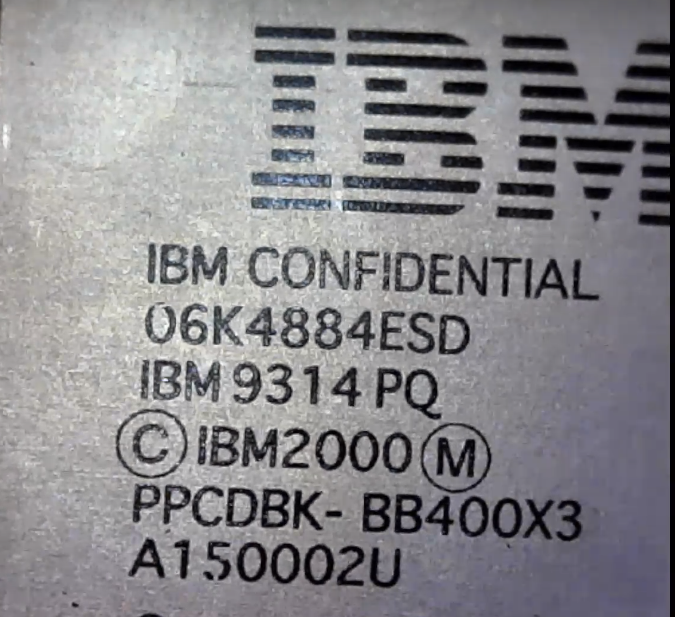 IBM
IBM CONFIDENTIAL
06K4884ESD
IBM 9314 PQ
Ⓒ IBM2000 Ⓜ
PPCDBK- BB400X3
A150002U